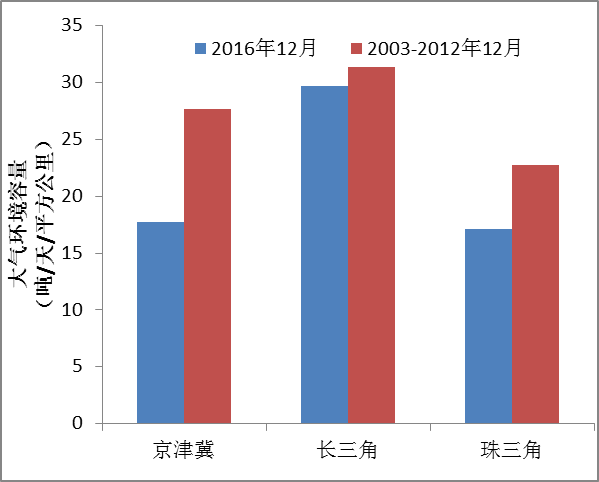 35
30
25
20
15
10
5
0
大气环境容量
（吨/天/平方公里）
2016年12月
2003-2012年12月
京津冀
长三角
珠三角